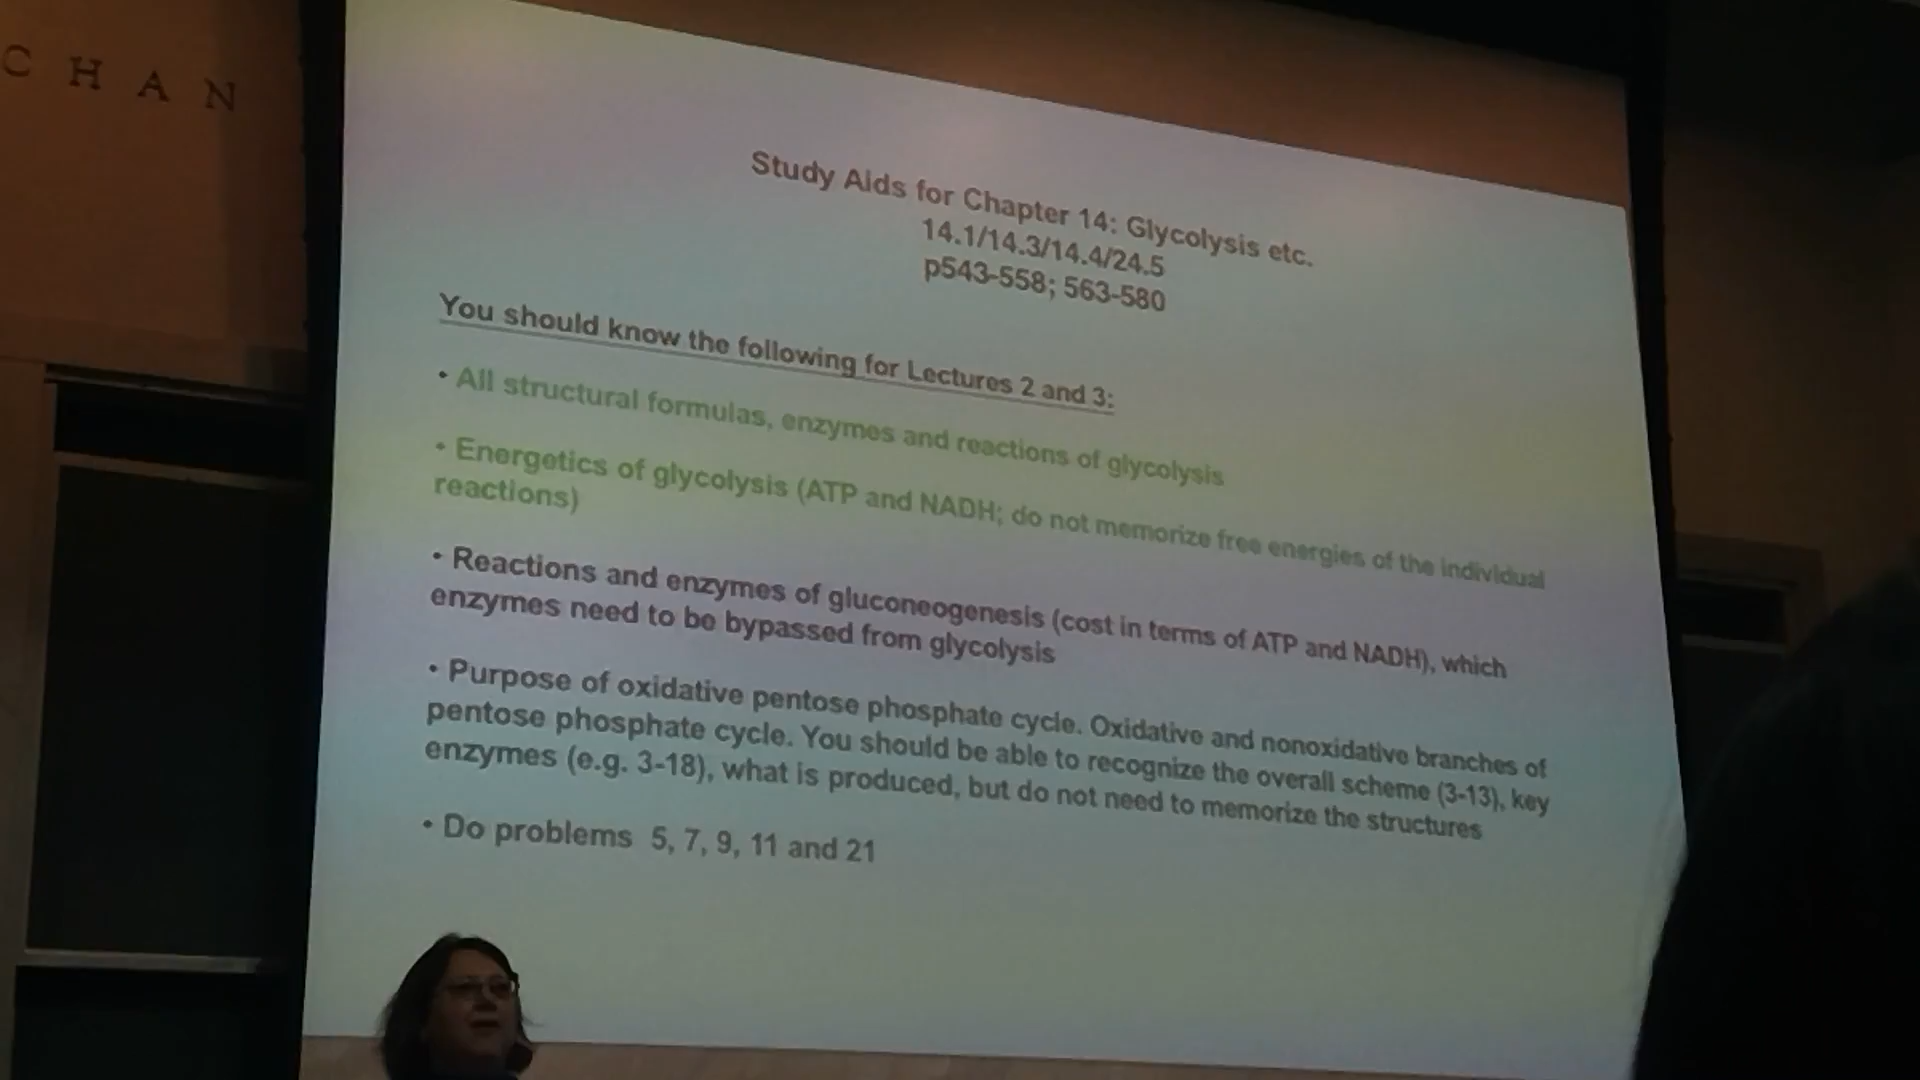 CHAN
Study Aids for Chapter 14: Glycolysis etc.
14.1/14.3/14.4/24.5
p543-558; 563-580
You should know the following for Lectures 2 and 3:
• All structural formulas, enzymes and reactions of glycolysis
• Energetics of glycolysis (ATP and NADH; do not memorize free energies of the individual
reactions)
• Reactions and enzymes of gluconeogenesis (cost in terms of ATP and NADH), which
enzymes need to be bypassed from glycolysis
• Purpose of oxidative pentose phosphate cycle. Oxidative and nonoxidative branches of
pentose phosphate cycle. You should be able to recognize the overall scheme (3-13), key
enzymes (e.g. 3-18), what is produced, but do not need to memorize the structures
• Do problems 5, 7, 9, 11 and 21